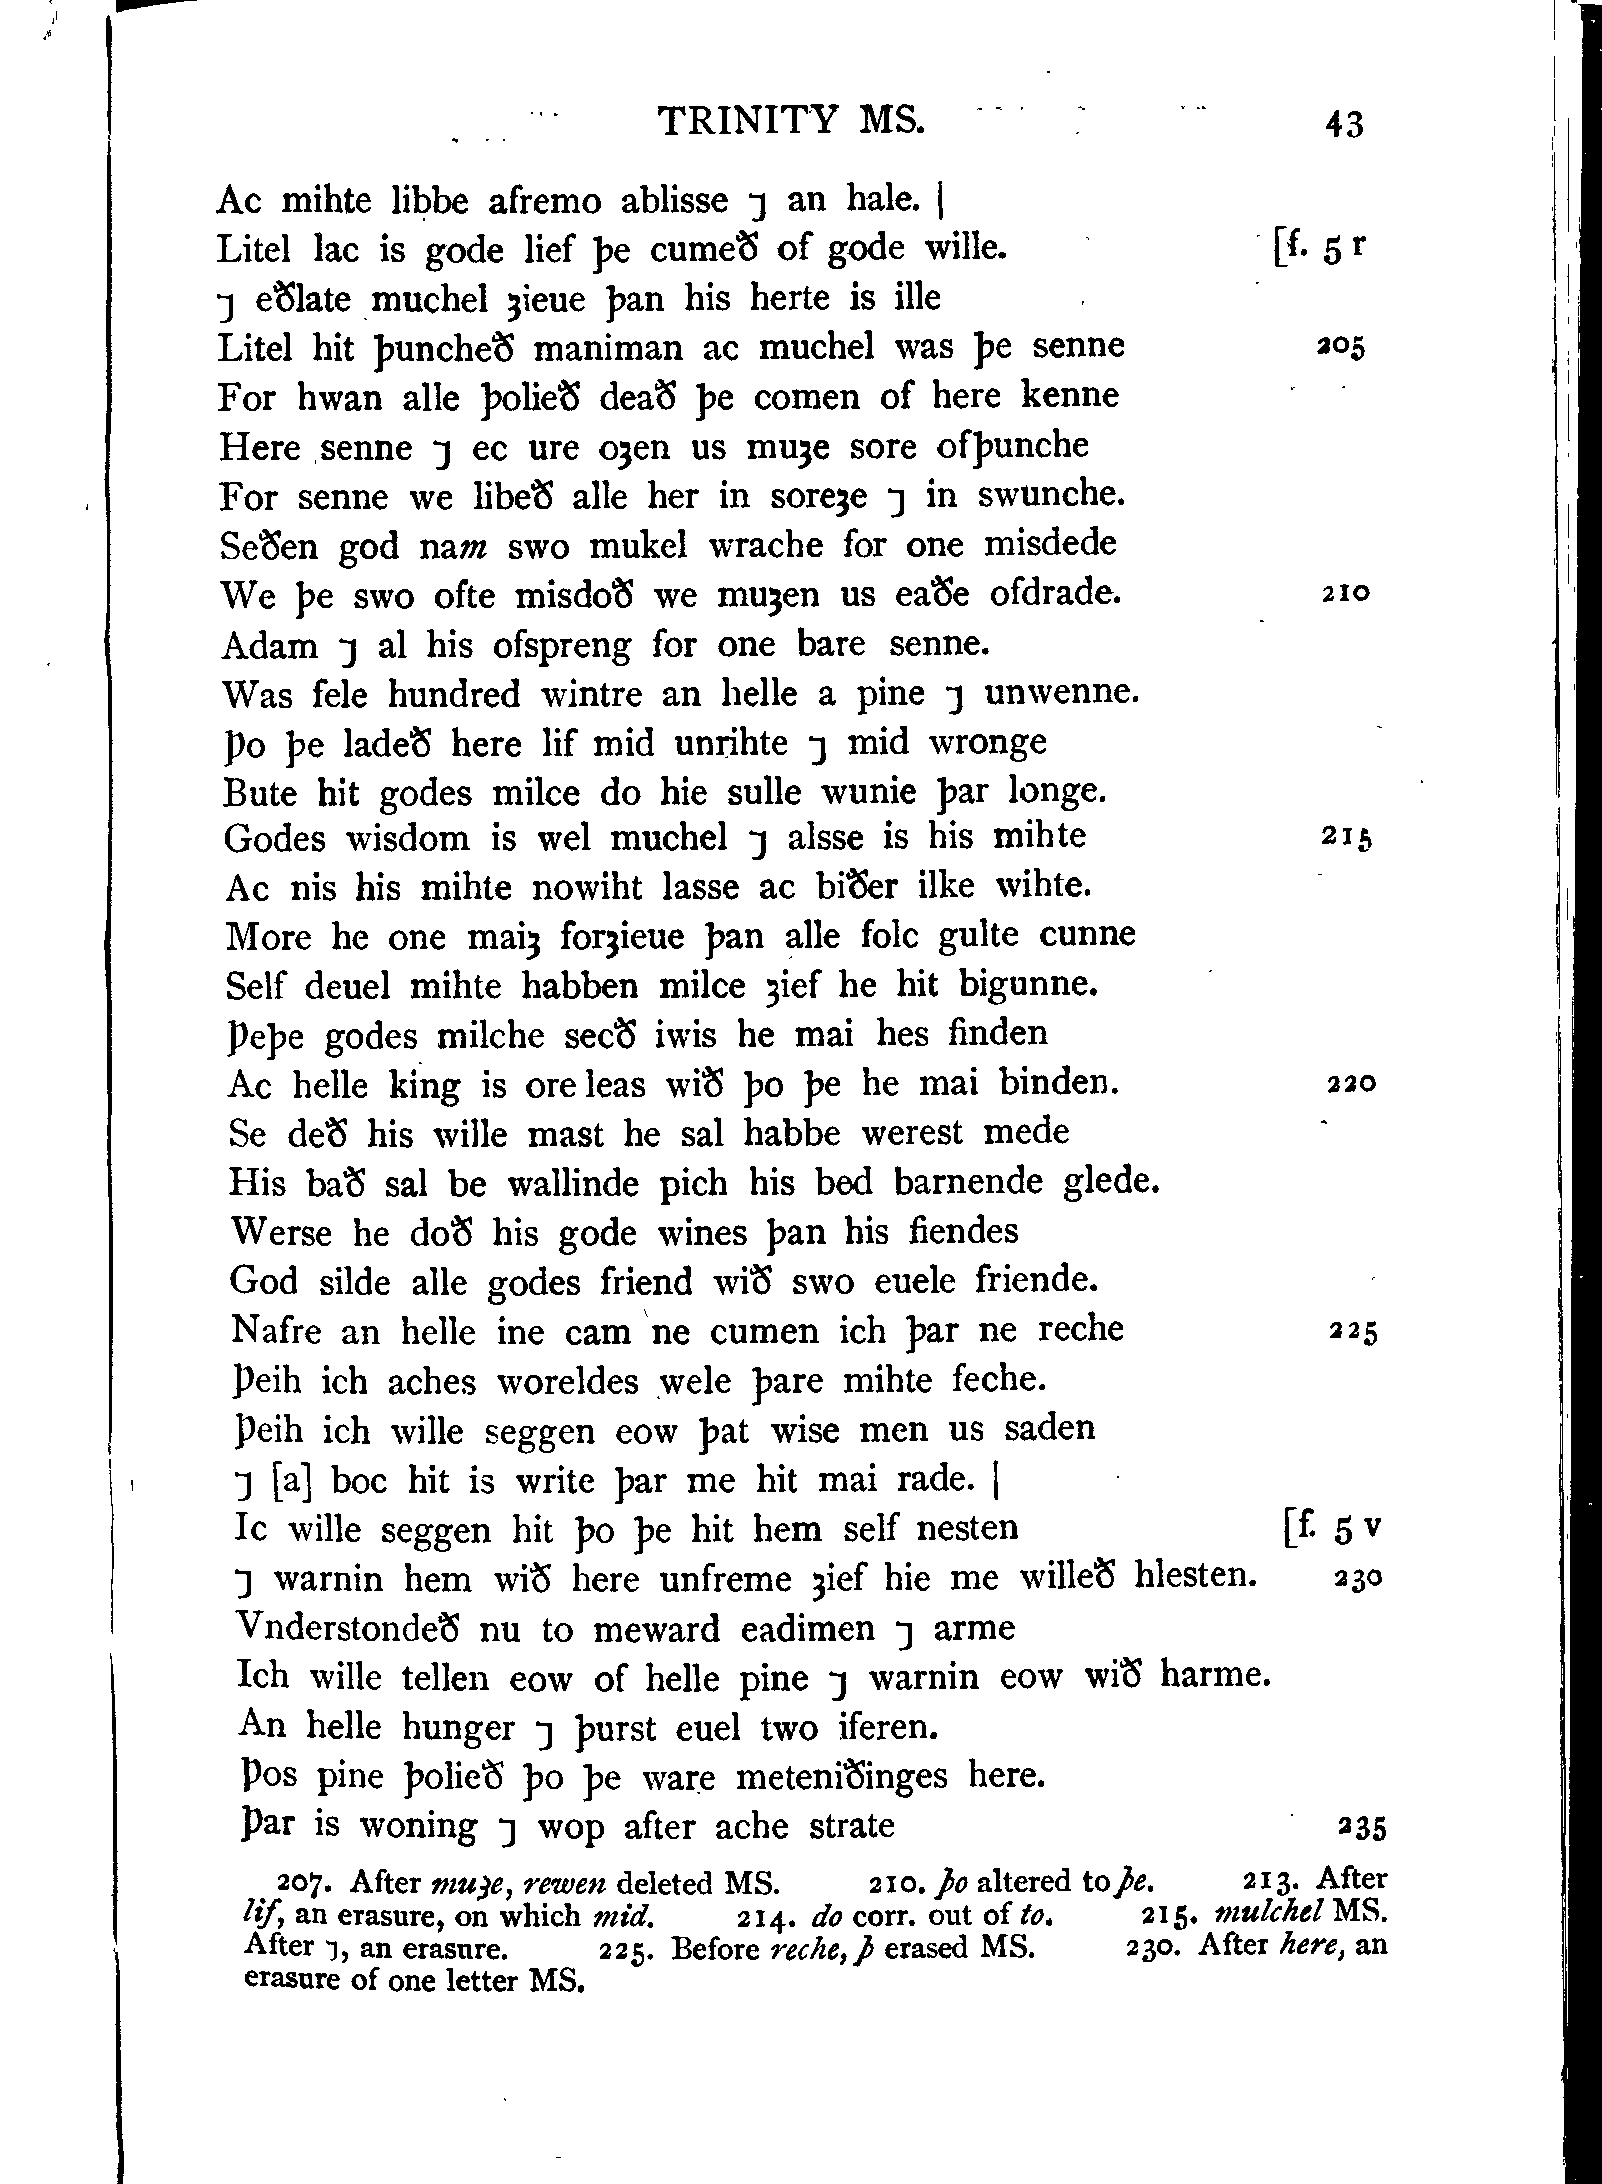 TRINITY MS. 43
Ac mihte libbe afremo ablisse ⁊ an hale. |
Litel lac is gode lief þe cumeð of gode wille. [f. 5 r
⁊ eðlate muchel ȝieue þan his herte is ille
Litel hit þuncheð maniman ac muchel was þe senne 205
For hwan alle þolieð deað þe comen of here kenne
Here senne ⁊ ec ure oȝen us muȝe sore ofþunche
For senne we libeð alle her in soreȝe ⁊ in swunche.
Seðen god nam swo mukel wrache for one misdede
We þe swo ofte misdoð we muȝen us eaðe ofdrade. 210
Adam ⁊ al his ofspreng for one bare senne.
Was fele hundred wintre an helle a pine ⁊ unwenne.
Þo þe ladeð here lif mid unrihte ⁊ mid wronge
Bute hit godes milce do hie sulle wunie þar longe.
Godes wisdom is wel muchel ⁊ alsse is his mihte 215
Ac nis his mihte nowiht lasse ac biðer ilke wihte.
More he one maiȝ forȝieue þan alle folc gulte cunne
Self deuel mihte habben milce ȝief he hit bigunne.
Þeþe godes milche secð iwis he mai hes finden
Ac helle king is ore leas wið þo þe he mai binden. 220
Se deð his wille mast he sal habbe werest mede
His bað sal be wallinde pich his bed barnende glede.
Werse he doð his gode wines þan his fiendes
God silde alle godes friend wið swo euele friende.
Nafre an helle ine cam ne cumen ich þar ne reche 225
Þeih ich aches woreldes wele þare mihte feche.
Þeih ich wille seggen eow þat wise men us saden
⁊ [a] boc hit is write þar me hit mai rade. |
Ic wille seggen hit þo þe hit hem self nesten [f. 5 v
⁊ warnin hem wið here unfreme ȝief hie me willeð hlesten. 230
Vnderstondeð nu to meward eadimen ⁊ arme
Ich wille tellen eow of helle pine ⁊ warnin eow wið harme.
An helle hunger ⁊ þurst euel two iferen.
Þos pine þolieð þo þe ware meteniðinges here.
Þar is woning ⁊ wop after ache strate 235
207. After muȝe, rewen deleted MS. 210. þo altered to þe. 213. After
lif, an erasure, on which mid. 214. do corr. out of to. 215. mulchel MS.
After ⁊, an erasure. 225. Before reche, þ erased MS. 230. After here, an
erasure of one letter MS.